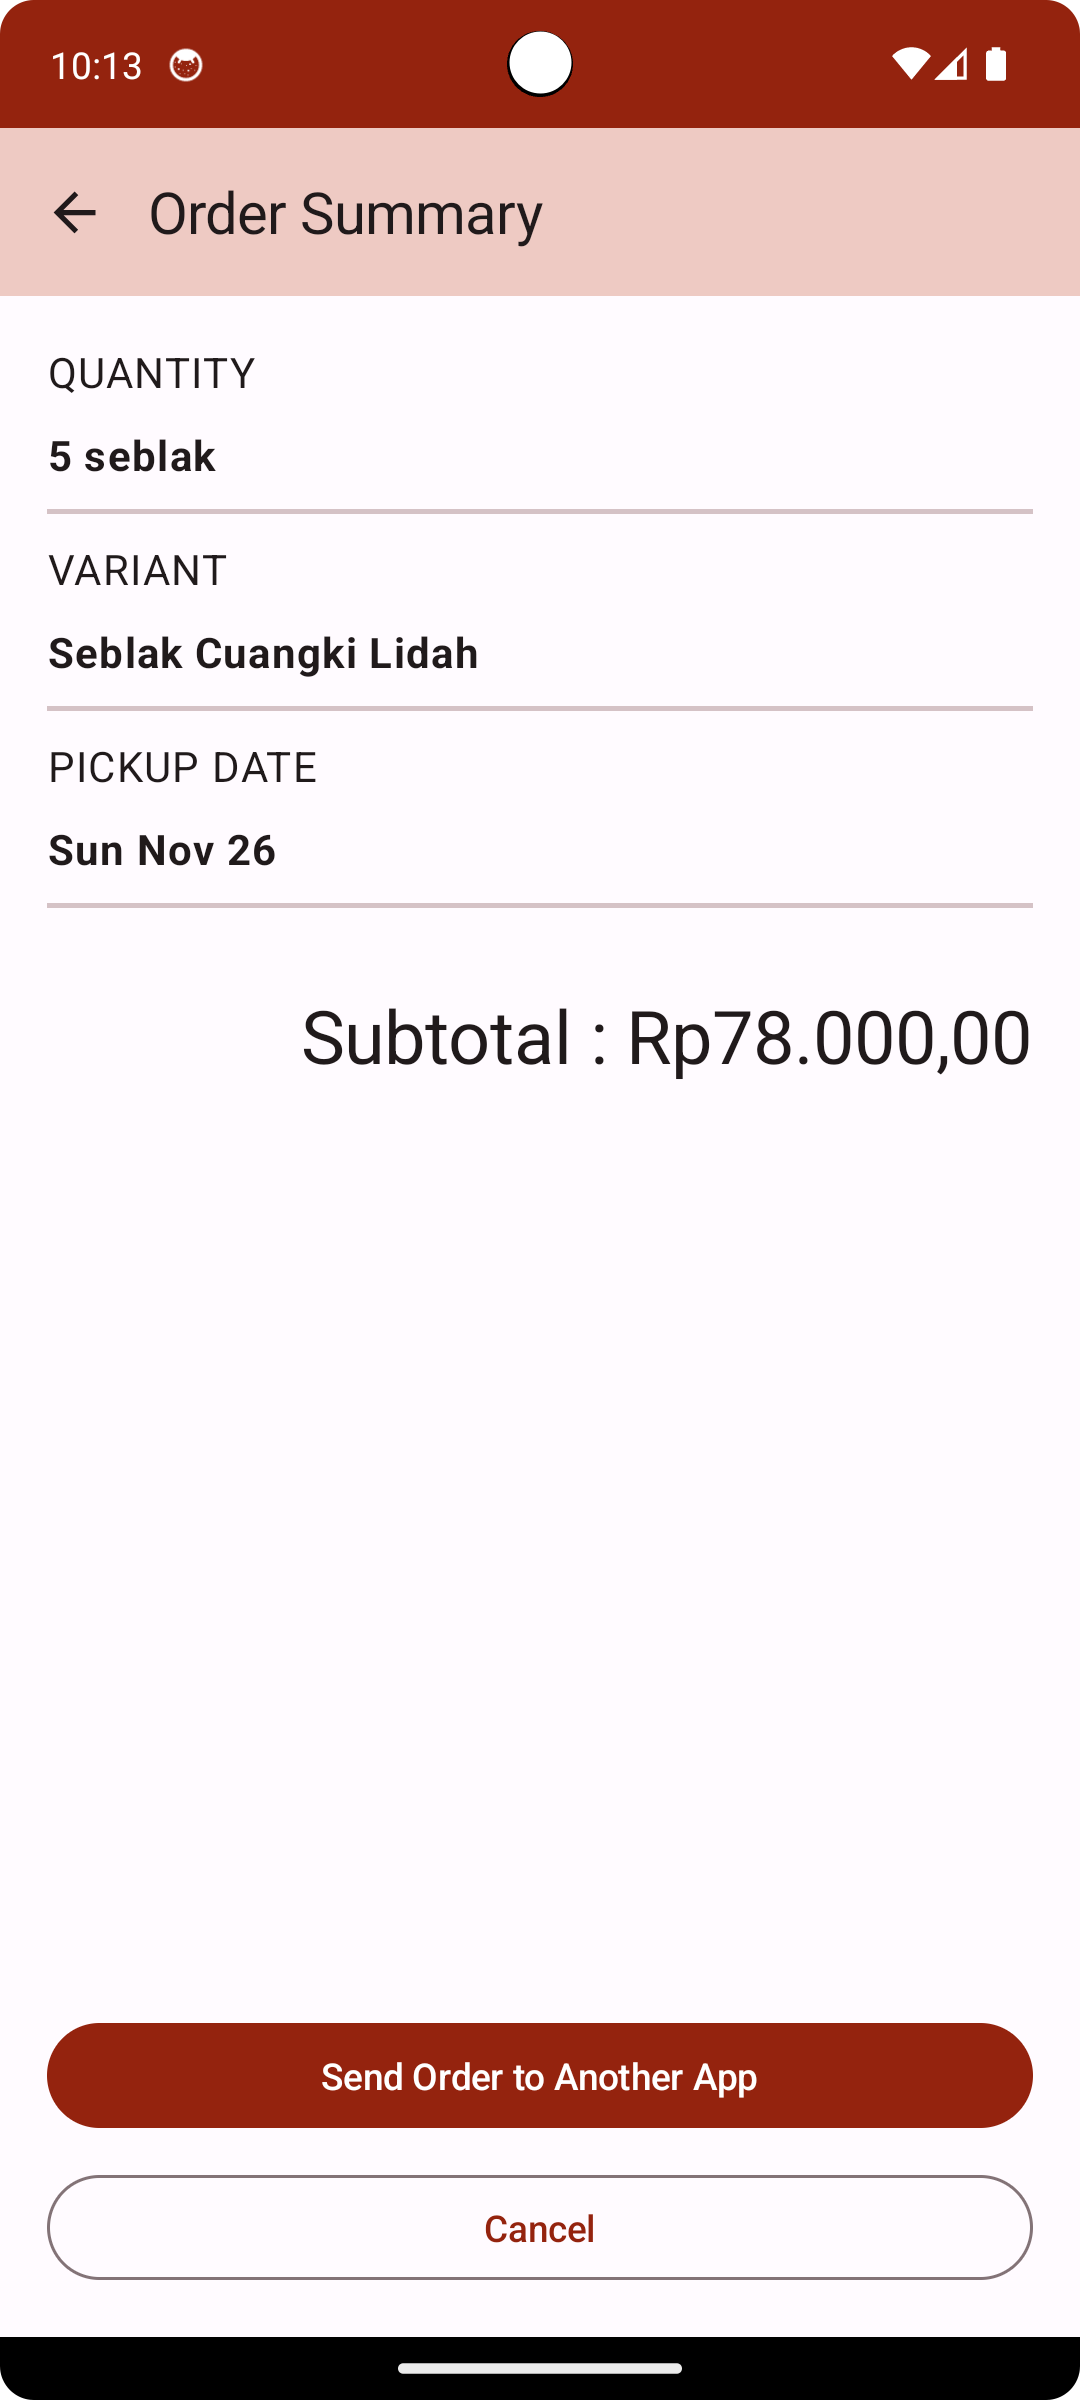 10:13
Order Summary
QUANTITY
5 seblak
VARIANT
Seblak Cuangki Lidah
PICKUP DATE
Sun Nov 26
Subtotal : Rp78.000,00
Send Order to Another App
Cancel